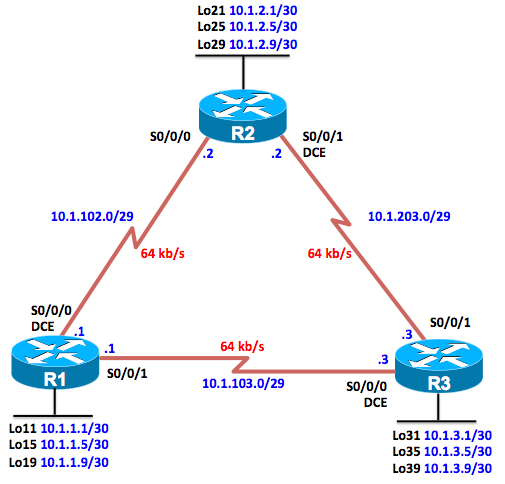 Lo21 10.1.2.1/30
Lo25 10.1.2.5/30
Lo29 10.1.2.9/30
R2
S0/0/0
S0/0/1
DCE
.2
.2
10.1.102.0/29
10.1.203.0/29
64 kb/s
64 kb/s
S0/0/0
DCE
.1
S0/0/1
.3
.1
64 kb/s
.3
R1
S0/0/1
10.1.103.0/29
S0/0/0
DCE
R3
Lo11 10.1.1.1/30
Lo15 10.1.1.5/30
Lo19 10.1.1.9/30
Lo31 10.1.3.1/30
Lo35 10.1.3.5/30
Lo39 10.1.3.9/30